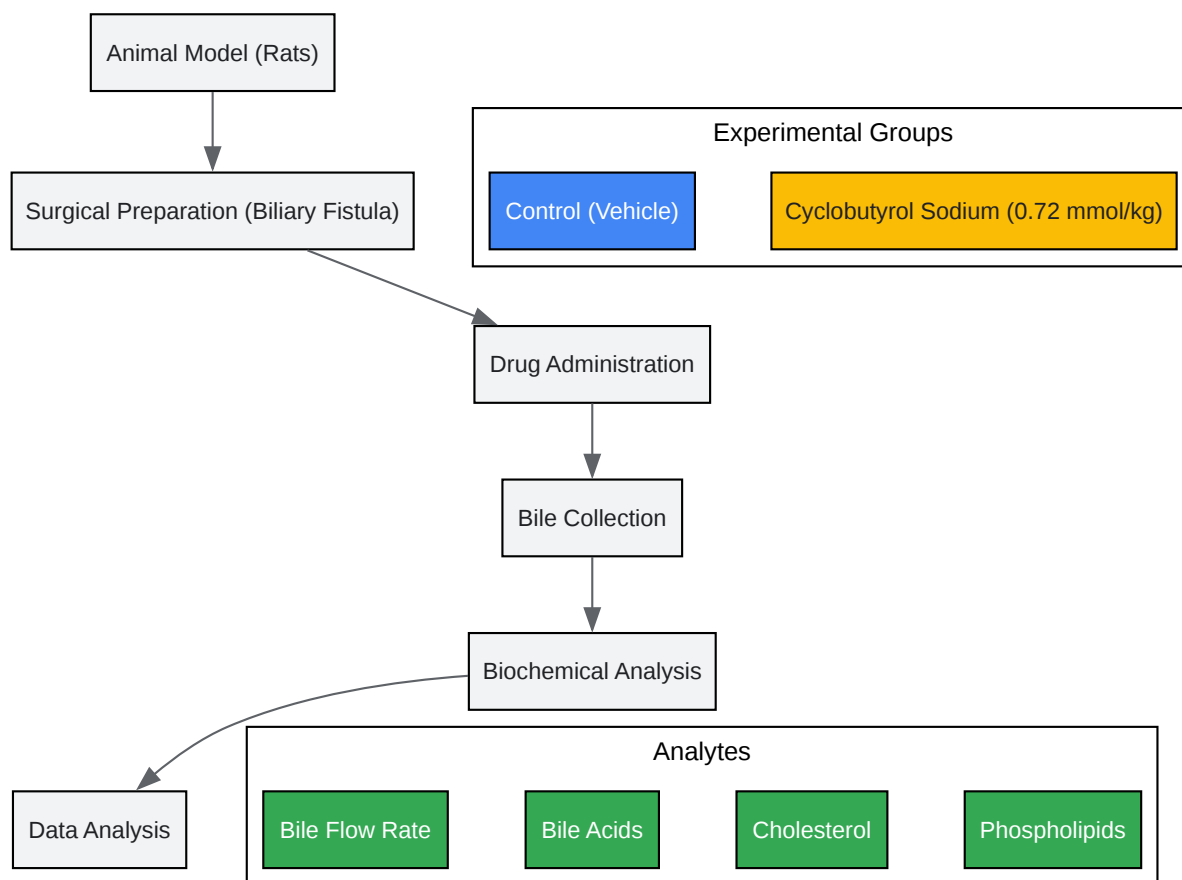 Animal Model (Rats)
Experimental Groups
Surgical Preparation (Biliary Fistula)
Control (Vehicle)
Cyclobutyrol Sodium (0.72 mmol/kg)
Drug Administration
Bile Collection
Biochemical Analysis
Analytes
Data Analysis
Bile Flow Rate
Bile Acids
Cholesterol
Phospholipids